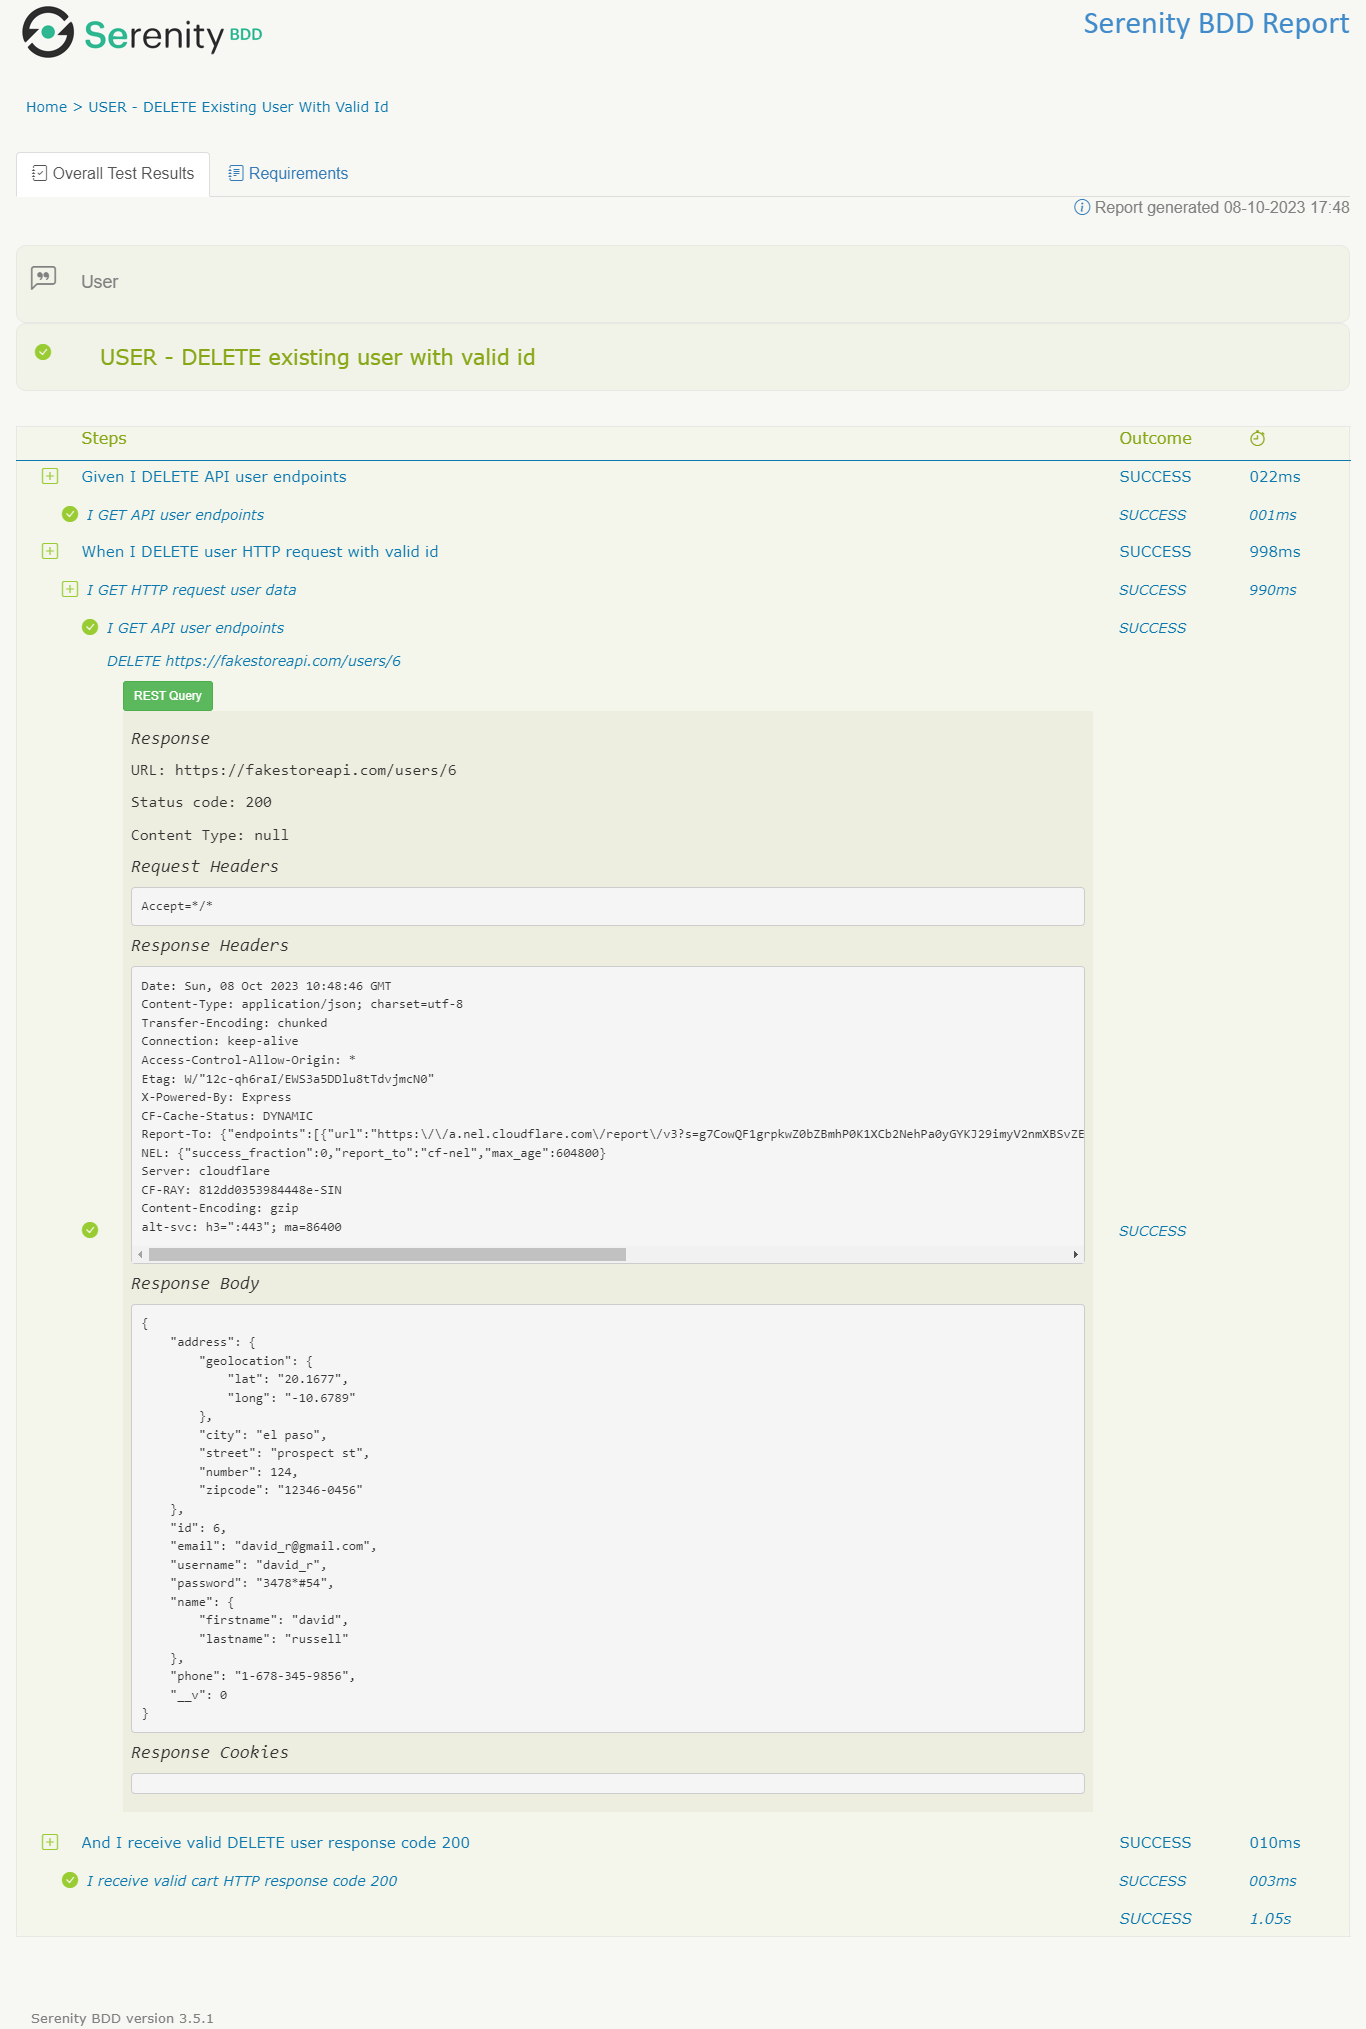 Serenity BDD
Serenity BDD Report
Home > USER - DELETE Existing User With Valid Id
Overall Test Results
Requirements
Report generated 08-10-2023 17:48
User
USER - DELETE existing user with valid id
Steps Outcome
Given I DELETE API user endpoints SUCCESS 022ms
I GET API user endpoints SUCCESS 001ms
When I DELETE user HTTP request with valid id SUCCESS 998ms
I GET HTTP request user data SUCCESS 990ms
I GET API user endpoints SUCCESS
DELETE https://fakestoreapi.com/users/6
REST Query
Response
URL: https://fakestoreapi.com/users/6
Status code: 200
Content Type: null
Request Headers
Accept=*/*
Response Headers
Date: Sun, 08 Oct 2023 10:48:46 GMT
Content-Type: application/json; charset=utf-8
Transfer-Encoding: chunked
Connection: keep-alive
Access-Control-Allow-Origin: *
Etag: W/"12c-qh6raI/EWS3a5DDlu8tTdvjmcN0"
X-Powered-By: Express
CF-Cache-Status: DYNAMIC
Report-To: {"endpoints":[{"url":"https:\/\/a.nel.cloudflare.com\/report\/v3?s=g7CowQF1grpkwZ0bZBmhP0K1XCb2NehPa0yGYKJ29imyV2nmXBSvZE
NEL: {"success_fraction":0,"report_to":"cf-nel","max_age":604800}
Server: cloudflare
CF-RAY: 812dd0353984448e-SIN
Content-Encoding: gzip
alt-svc: h3=":443"; ma=86400
SUCCESS
Response Body
{
"address": {
"geolocation": {
"lat": "20.1677",
"long": "-10.6789"
},
"city": "el paso",
"street": "prospect st",
"number": 124,
"zipcode": "12346-0456"
},
"id": 6,
"email": "david_r@gmail.com",
"username": "david_r",
"password": "3478*#54",
"name": {
"firstname": "david",
"lastname": "russell"
},
"phone": "1-678-345-9856",
"__v": 0
}
Response Cookies
And I receive valid DELETE user response code 200 SUCCESS 010ms
I receive valid cart HTTP response code 200 SUCCESS 003ms
SUCCESS 1.05s
Serenity BDD version 3.5.1